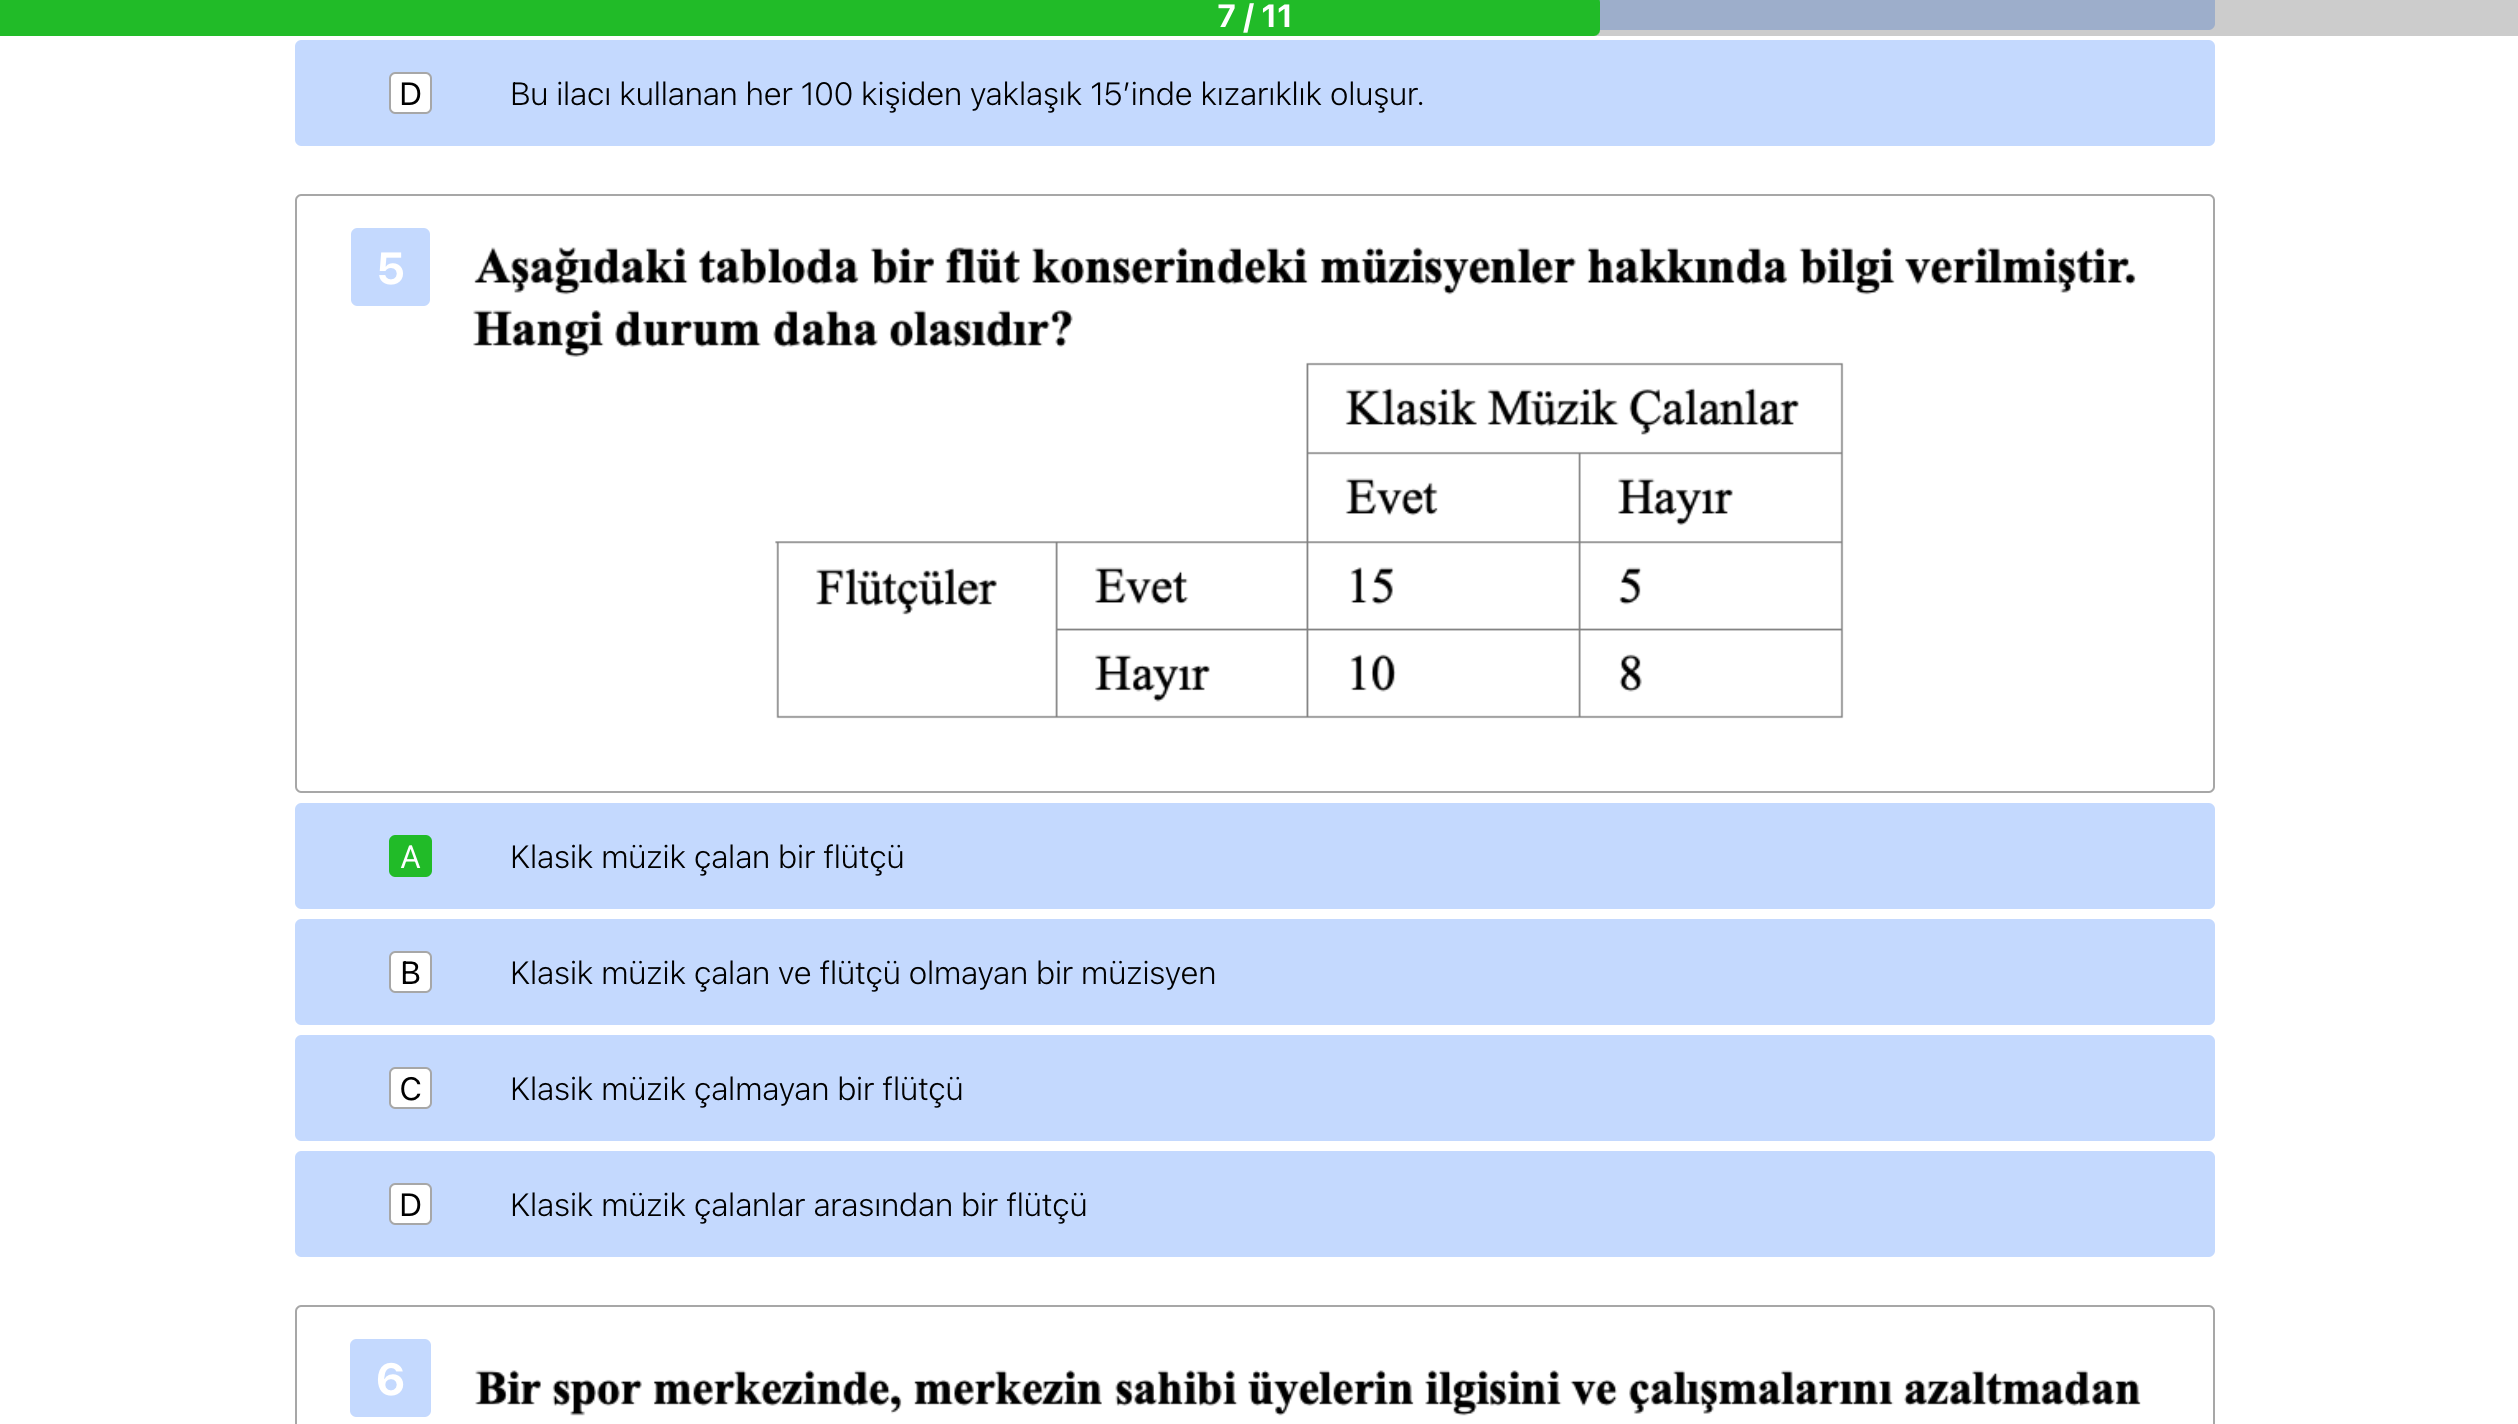 7 / 11
D Bu ilacı kullanan her 100 kişiden yaklaşık 15’inde kızarıklık oluşur.
5 Aşağıdaki tabloda bir flüt konserindeki müzisyenler hakkında bilgi verilmiştir.
Hangi durum daha olasıdır?
Klasik Müzik Çalanlar
Evet Hayır
Flütçüler Evet 15 5
Hayır 10 8
A Klasik müzik çalan bir flütçü
B Klasik müzik çalan ve flütçü olmayan bir müzisyen
C Klasik müzik çalmayan bir flütçü
D Klasik müzik çalanlar arasından bir flütçü
6 Bir spor merkezinde, merkezin sahibi üyelerin ilgisini ve çalışmalarını azaltmadan